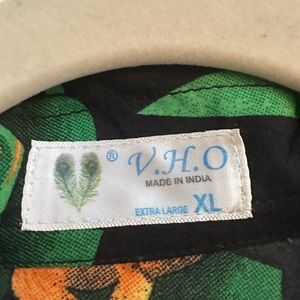 ® V.H.O
MADE IN INDIA
EXTRA LARGE XL